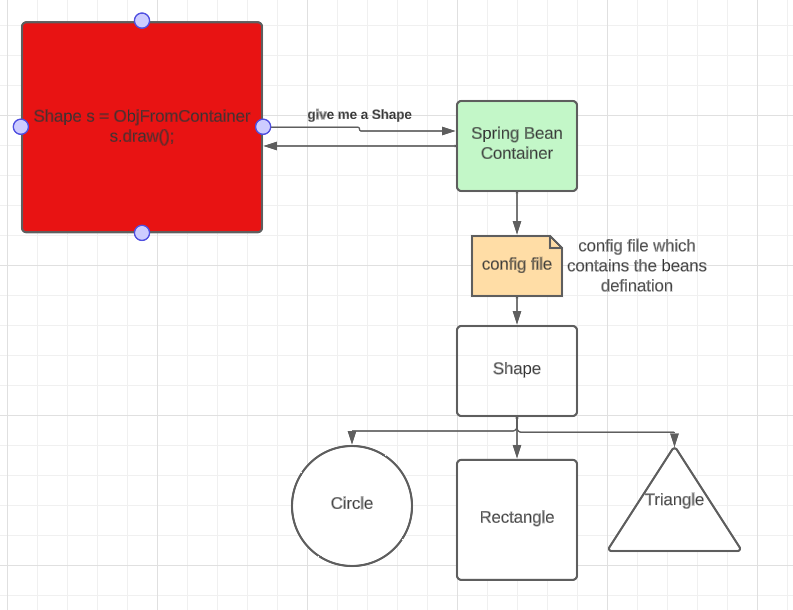 Shape s = ObjFromContainer
s.draw();
give me a Shape
Spring Bean
Container
config file
config file which
contains the beans
defination
Shape
Circle
Rectangle
Triangle